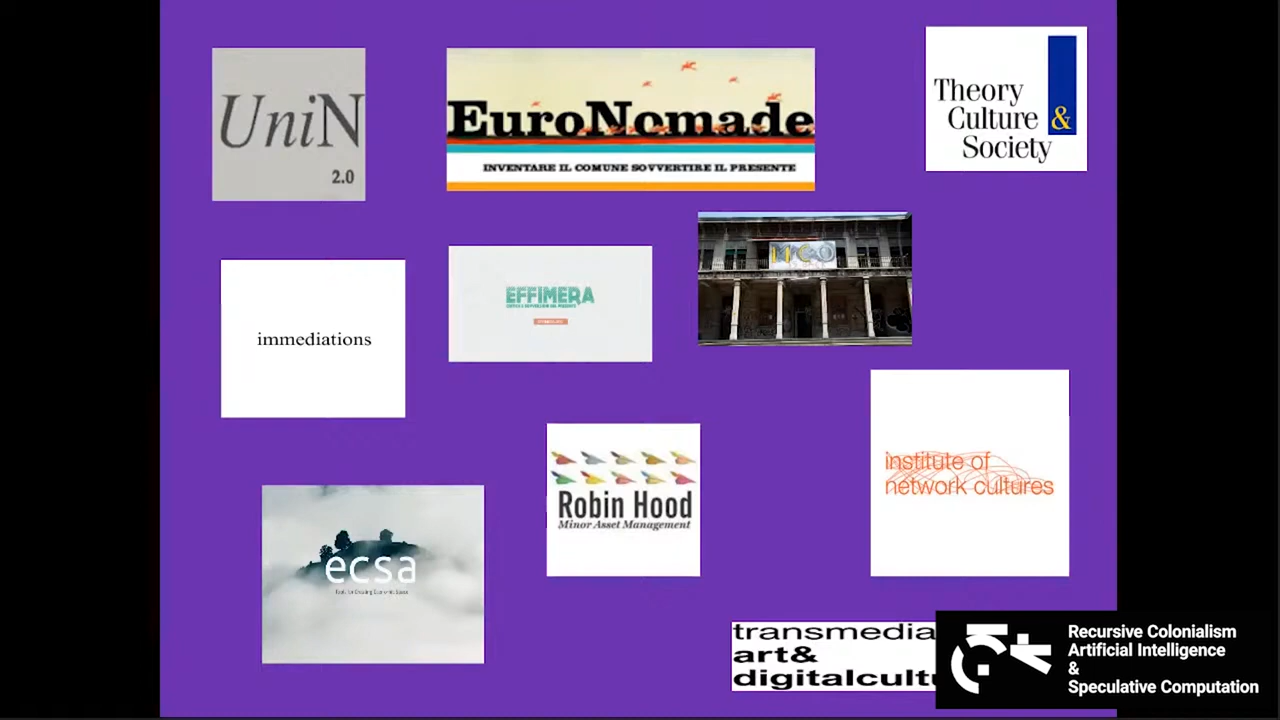 UniN
2.0
EuroNomade
INVENTARE IL COMUNE SOVVERTIRE IL PRESENTE
Theory
Culture &
Society
immediations
EFFIMERA
ecsa
Robin Hood
Minor Asset Management
institute of
network cultures
transmedia
art&
digitalcult
Recursive Colonialism
Artificial Intelligence
&
Speculative Computation